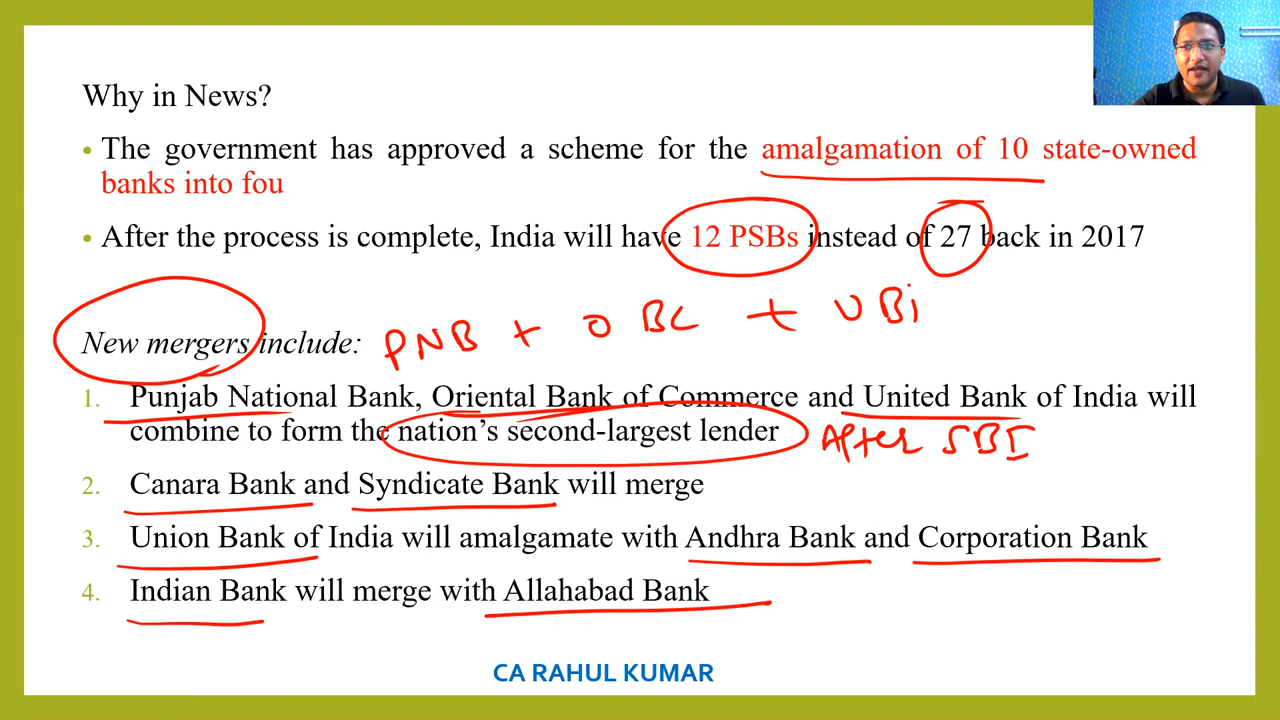 Why in News?
• The government has approved a scheme for the amalgamation of 10 state-owned
banks into fou
• After the process is complete, India will have 12 PSBs instead of 27 back in 2017
PNB + OBC + UBi
New mergers include:
1. Punjab National Bank, Oriental Bank of Commerce and United Bank of India will
combine to form the nation’s second-largest lender After SBI
2. Canara Bank and Syndicate Bank will merge
3. Union Bank of India will amalgamate with Andhra Bank and Corporation Bank
4. Indian Bank will merge with Allahabad Bank
CA RAHUL KUMAR